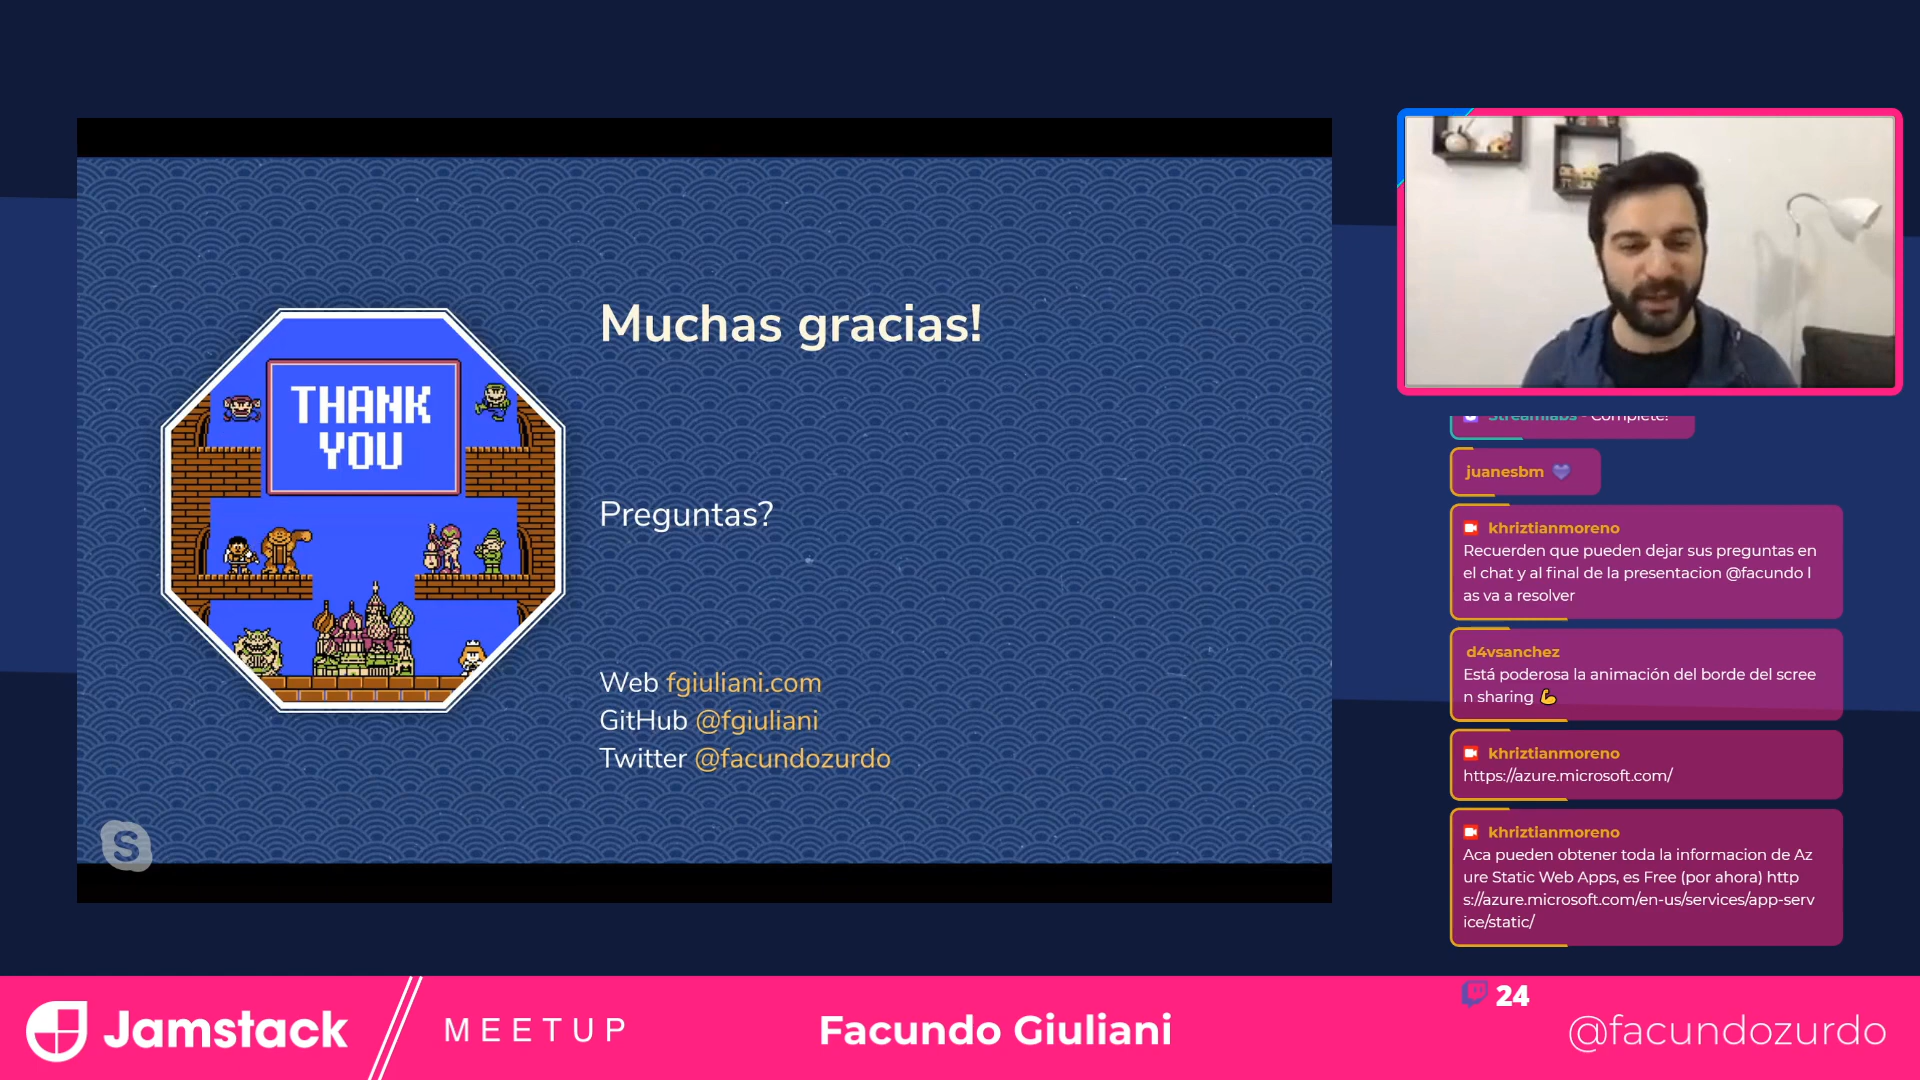 Muchas gracias!
THANK
YOU
Preguntas?
Web fgiuliani.com
GitHub @fgiuliani
Twitter @facundozurdo
S
Streamlabs - Complete!
juanesbm 💜
khriztianmoreno
Recuerden que pueden dejar sus preguntas en
el chat y al final de la presentacion @facundo l
as va a resolver
d4vsanchez
Está poderosa la animación del borde del scree
n sharing 💪
khriztianmoreno
https://azure.microsoft.com/
khriztianmoreno
Aca pueden obtener toda la informacion de Az
ure Static Web Apps, es Free (por ahora) http
s://azure.microsoft.com/en-us/services/app-serv
ice/static/
24
Jamstack
MEETUP
Facundo Giuliani
@facundozurdo